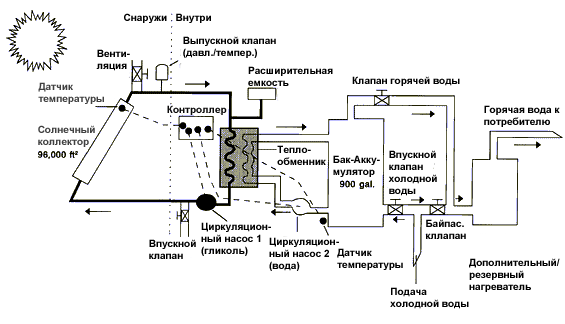 Снаружи
Внутри
Венти-
ляция
Выпускной клапан
(давл./темпер.)
Расширительная
емкость
Клапан горячей воды
Датчик
температуры
Контроллер
Горячая вода к
потребителю
Солнечный
коллектор
96,000 ft²
Тепло-
обменник
Бак-Акку-
мулятор
900 gal.
Впускной
клапан
холодной
воды
Впускной
клапан
Циркуляцион-
ный насос 1
(гликоль)
Циркуляцион-
ный насос 2
(вода)
Датчик
температуры
Байпас.
кллапан
Подача
холодной воды
Дополнительный/
резервный
нагреватель